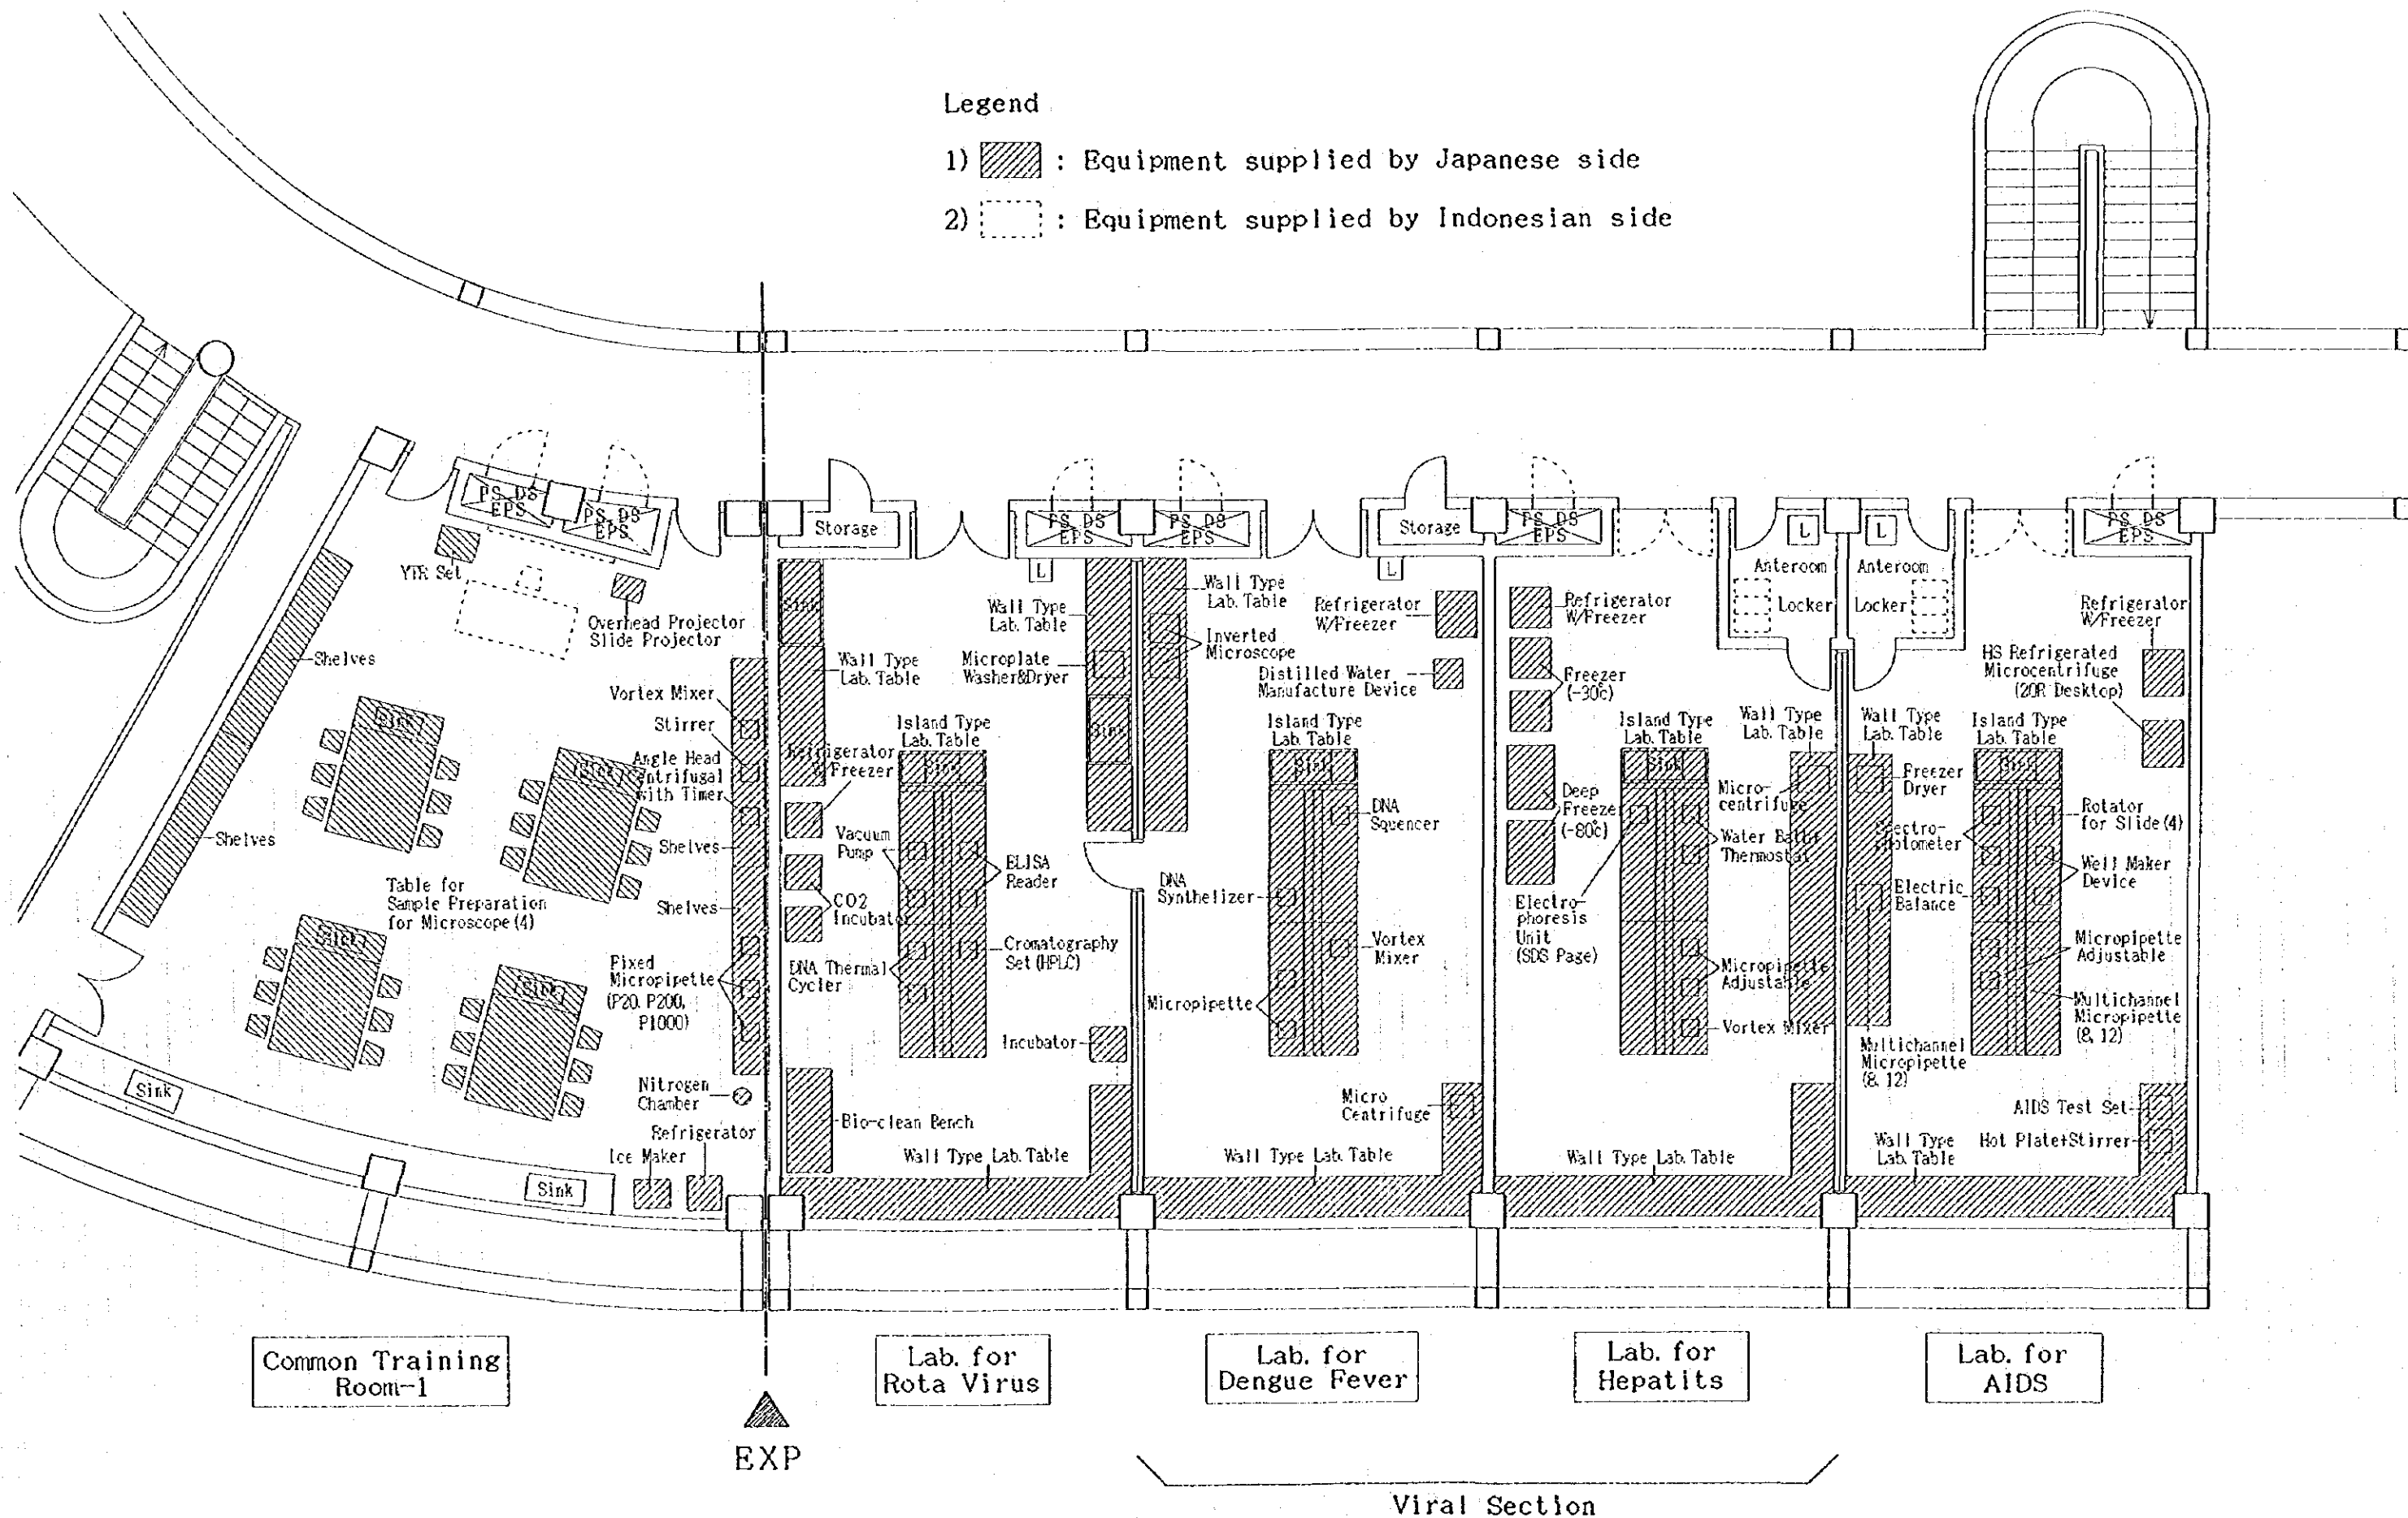 Legend
1) : Equipment supplied by Japanese side
2) : Equipment supplied by Indonesian side
PS DS
EPS
PS DS
EPS
VTR Set
Overhead Projector
Slide Projector
Shelves
Shelves
Sink
Sink
Sink
Sink
Table for
Sample Preparation
for Microscope(4)
Vortex Mixer
Stirrer
Angle Head
Centrifugal
with Timer
Shelves
Shelves
Fixed
Micropipette
(P20. P200,
P1000)
Nitrogen
Chamber
Refrigerator
Ice Maker
Sink
Sink
Storage
PS DS
EPS
L
Sink
Wall Type
Lab. Table
Wall Type
Lab. Table
Microplate
Washer&Dryer
Sink
Refrigerator
W/Freezer
Island Type
Lab. Table
Sink
Vacuum
Pump
ELISA
Reader
CO2
Incubator
DNA Thermal
Cycler
Cromatography
Set(HPLC)
Incubator
Bio-clean Bench
Wall Type Lab. Table
PS DS
EPS
Storage
L
Wall Type
Lab. Table
Inverted
Microscope
Refrigerator
W/Freezer
Distilled Water
Manufacture Device
Island Type
Lab. Table
Sink
DNA
Squencer
DNA
Synthelizer
Vortex
Mixer
Micropipette
Micro
Centrifuge
Wall Type Lab. Table
PS DS
EPS
L
Anteroom
Locker
Refrigerator
W/Freezer
Freezer
(-30c)
Deep
Freezer
(-80c)
Island Type
Lab. Table
Wall Type
Lab. Table
Sink
Micro-
centrifuge
Water Bath
Thermostat
Electro-
phoresis
Unit
(SDS Page)
Micropipette
Adjustable
Vortex Mixer
Wall Type Lab. Table
L
Anteroom
Locker
PS DS
EPS
Refrigerator
W/Freezer
HS Refrigerated
Microcentrifuge
(20R Desktop)
Wall Type
Lab. Table
Island Type
Lab. Table
Sink
Freezer
Dryer
Rotator
for Slide(4)
Well Maker
Device
Electric
Balance
Micropipette
Adjustable
Multichannel
Micropipette
(8, 12)
Multichannel
Micropipette
(8, 12)
AIDS Test Set
Hot Plate+Stirrer
Wall Type
Lab. Table
Common Training
Room-1
Lab. for
Rota Virus
Lab. for
Dengue Fever
Lab. for
Hepatits
Lab. for
AIDS
EXP
Viral Section